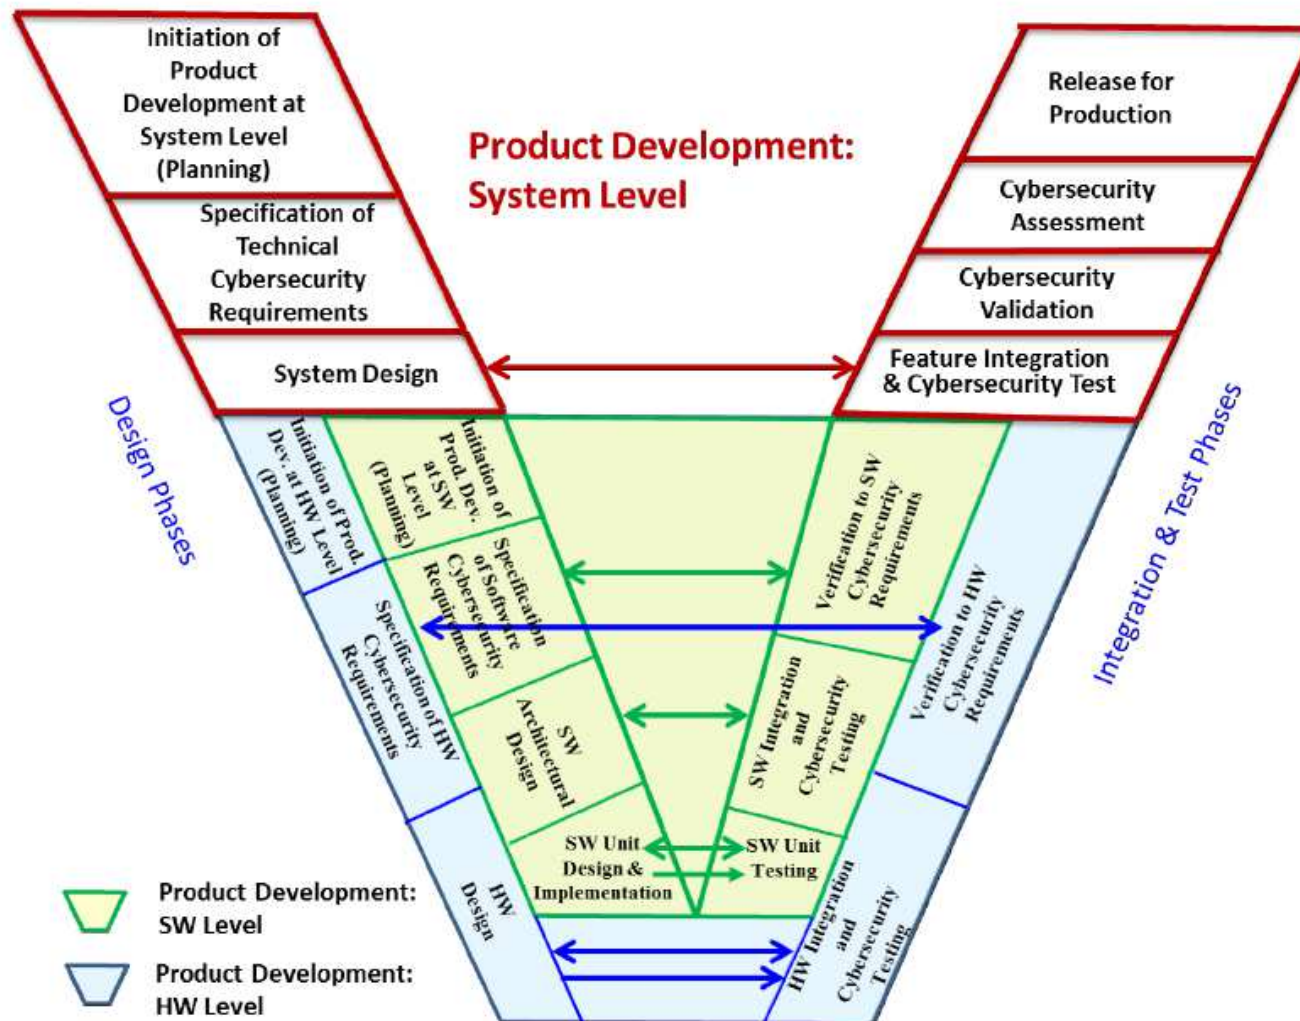 Initiation of
Product
Development at
System Level
(Planning)
Specification of
Technical
Cybersecurity
Requirements
System Design
Product Development:
System Level
Release for
Production
Cybersecurity
Assessment
Cybersecurity
Validation
Feature Integration
& Cybersecurity Test
Design Phases
Integration & Test Phases
Initiation of Prod.
Dev. at HW Level
(Planning)
Specification of HW
Cybersecurity
Requirements
HW
Design
Initiation of
Prod. Dev.
at SW
Level
(Planning)
Specification
of Software
Cybersecurity
Requirements
SW
Architectural
Design
SW Unit
Design &
Implementation
SW Unit
Testing
SW Integration
and
Cybersecurity
Testing
Verification to SW
Cybersecurity
Requirements
Verification to HW
Cybersecurity
Requirements
HW Integration
and
Cybersecurity
Testing
Product Development:
SW Level
Product Development:
HW Level